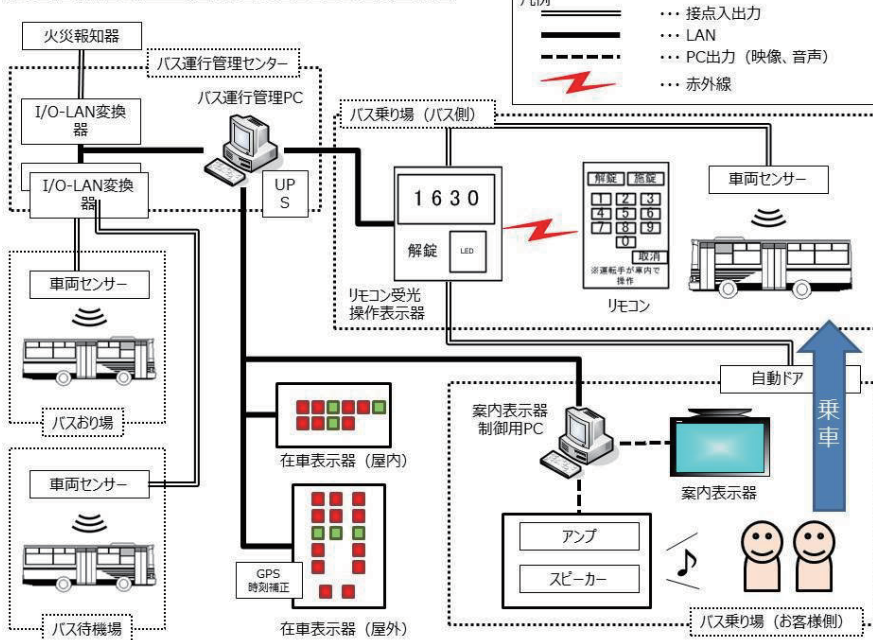 凡例
・・・ 接点入出力
・・・ LAN
・・・ PC出力（映像、音声）
・・・ 赤外線
火災報知器
バス運行管理センター
I/O-LAN変換
器
バス運行管理PC
I/O-LAN変換
器
UP
S
バス乗り場（バス側）
1630
解錠
LED
リモコン受光
操作表示器
解錠 施錠
1 2 3
4 5 6
7 8 9
0
取消
※運転手が車内で
操作
リモコン
車両センサー
車両センサー
バスおり場
車両センサー
バス待機場
在車表示器（屋内）
GPS
時刻補正
在車表示器（屋外）
自動ドア
案内表示器
制御用PC
案内表示器
アンプ
スピーカー
乗
車
バス乗り場（お客様側）